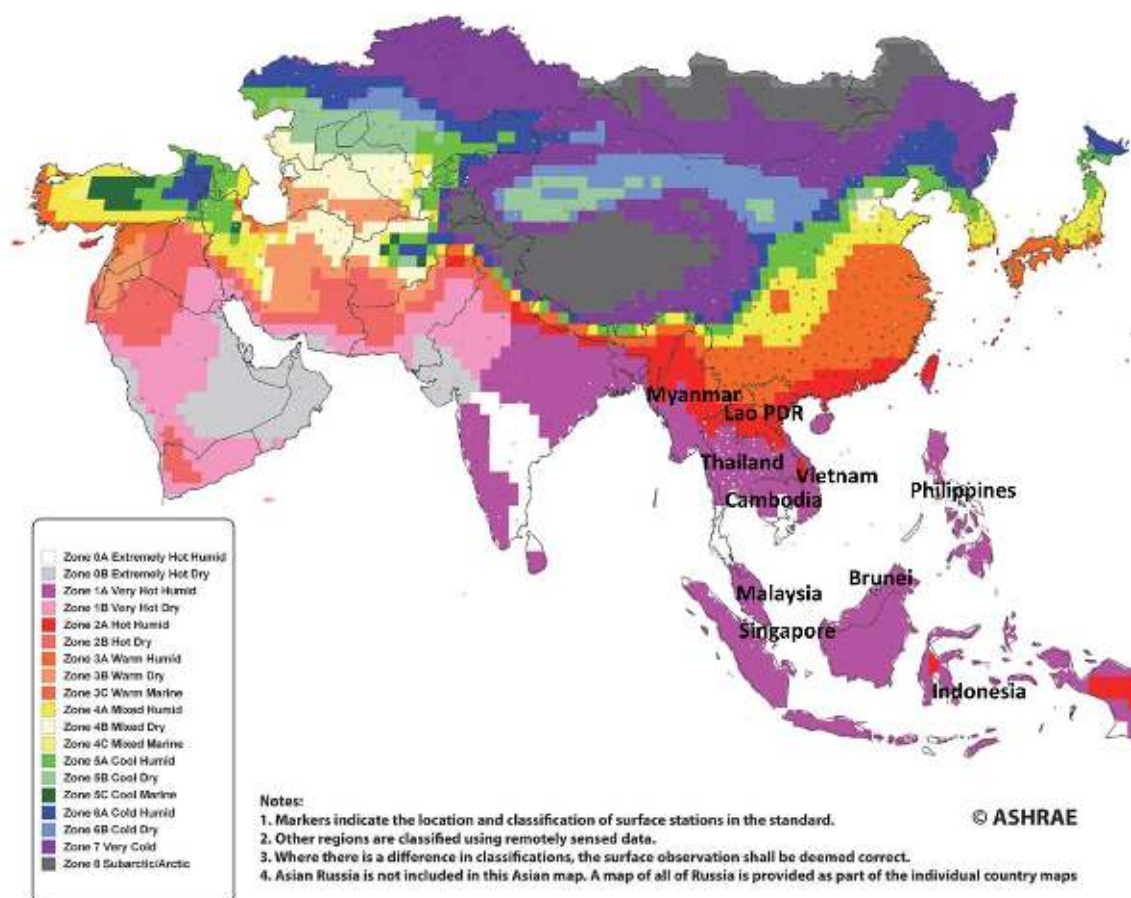 Myanmar
Lao PDR
Thailand
Vietnam
Cambodia
Philippines
Brunei
Malaysia
Singapore
Indonesia
Zone 0A Extremely Hot Humid
Zone 0B Extremely Hot Dry
Zone 1A Very Hot Humid
Zone 1B Very Hot Dry
Zone 2A Hot Humid
Zone 2B Hot Dry
Zone 3A Warm Humid
Zone 3B Warm Dry
Zone 3C Warm Marine
Zone 4A Mixed Humid
Zone 4B Mixed Dry
Zone 4C Mixed Marine
Zone 5A Cool Humid
Zone 5B Cool Dry
Zone 5C Cool Marine
Zone 6A Cold Humid
Zone 6B Cold Dry
Zone 7 Very Cold
Zone 8 Subarctic/Arctic
Notes:
1. Markers indicate the location and classification of surface stations in the standard.
2. Other regions are classified using remotely sensed data.
3. Where there is a difference in classifications, the surface observation shall be deemed correct.
4. Asian Russia is not included in this Asian map. A map of all of Russia is provided as part of the individual country maps
© ASHRAE